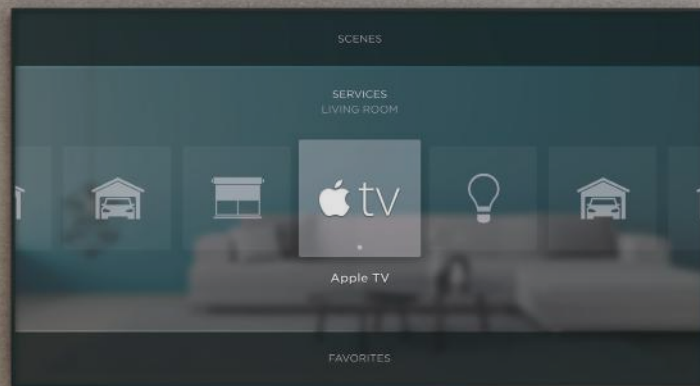 SCENES
SERVICES
LIVING ROOM
tv
Apple TV
FAVORITES